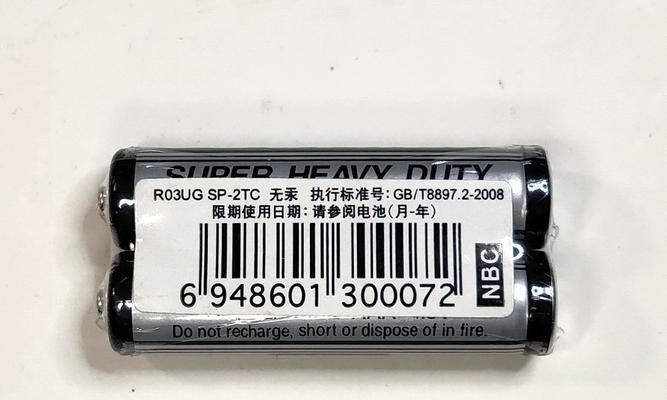 SUPER HEAVY DUTY
R03UG SP-2TC 无汞 执行标准号：GB/T8897.2-2008
限期使用日期：请参阅电池(月-年)
6 948601 300072
NBC
Do not recharge, short or dispose of in fire.